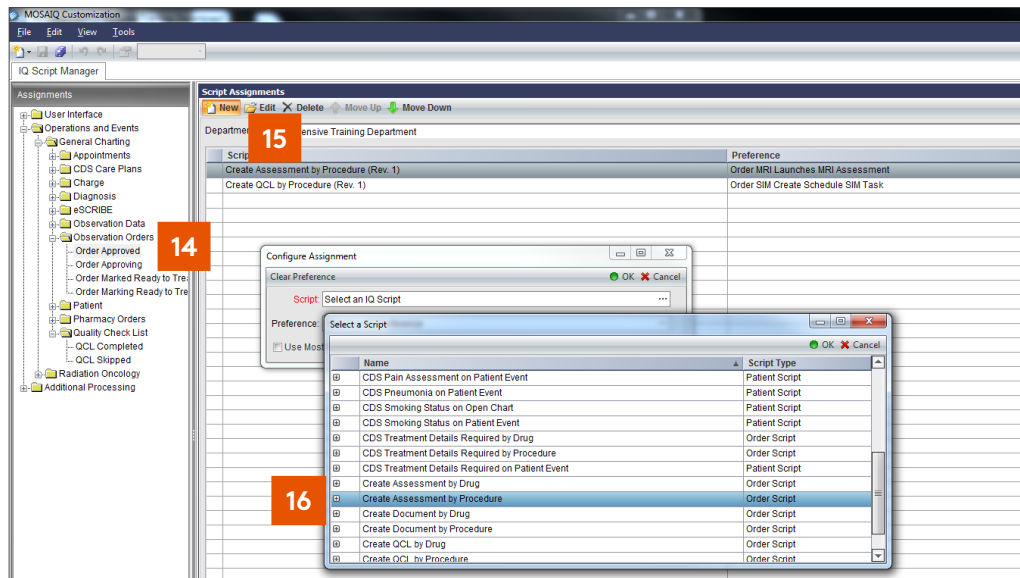 MOSAIQ Customization
File Edit View Tools
IQ Script Manager
Assignments
User Interface
Operations and Events
General Charting
Appointments
CDS Care Plans
Charge
Diagnosis
eSCRIBE
Observation Data
Observation Orders
Order Approved
Order Approving
Order Marked Ready to Tre
Order Marking Ready to Tre
Patient
Pharmacy Orders
Quality Check List
QCL Completed
QCL Skipped
Radiation Oncology
Additional Processing
14
Script Assignments
New Edit Delete Move Up Move Down
Training Department
15
Preference
Create Assessment by Procedure (Rev. 1) Order MRI Launches MRI Assessment
Create QCL by Procedure (Rev. 1) Order SIM Create Schedule SIM Task
Configure Assignment
Clear Preference OK Cancel
Script: Select an IQ Script ...
Preference:
Use Most
Select a Script
OK Cancel
Name Script Type
CDS Pain Assessment on Patient Event Patient Script
CDS Pneumonia on Patient Event Patient Script
CDS Smoking Status on Open Chart Patient Script
CDS Smoking Status on Patient Event Patient Script
CDS Treatment Details Required by Drug Order Script
CDS Treatment Details Required by Procedure Order Script
CDS Treatment Details Required on Patient Event Patient Script
Create Assessment by Drug Order Script
Create Assessment by Procedure Order Script
Create Document by Drug Order Script
Create Document by Procedure Order Script
Create QCL by Drug Order Script
Create QCL by Procedure Order Script
16